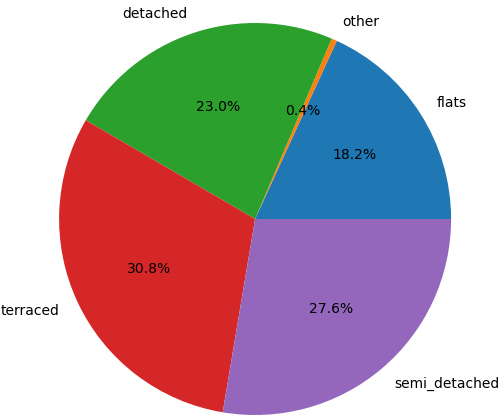 detached
other
flats
23.0%
0.4%
18.2%
30.8%
27.6%
terraced
semi_detached